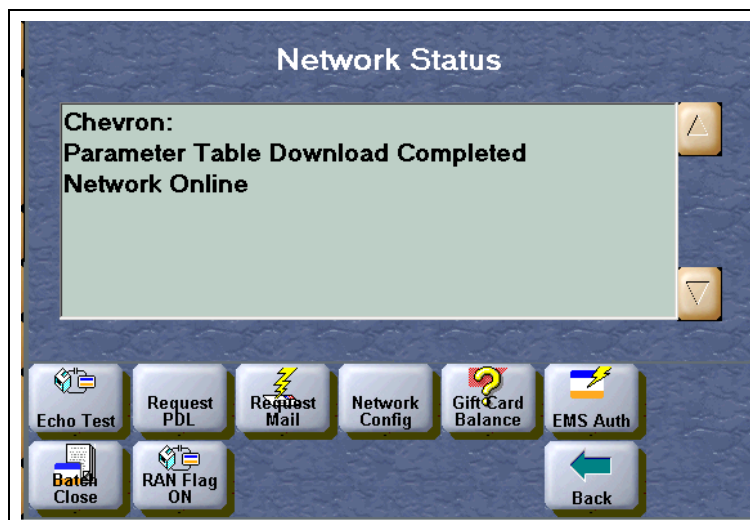 Network Status
Chevron:
Parameter Table Download Completed
Network Online
Echo Test
Request
PDL
Request
Mail
Network
Config
Gift Card
Balance
EMS Auth
Batch
Close
RAN Flag
ON
Back